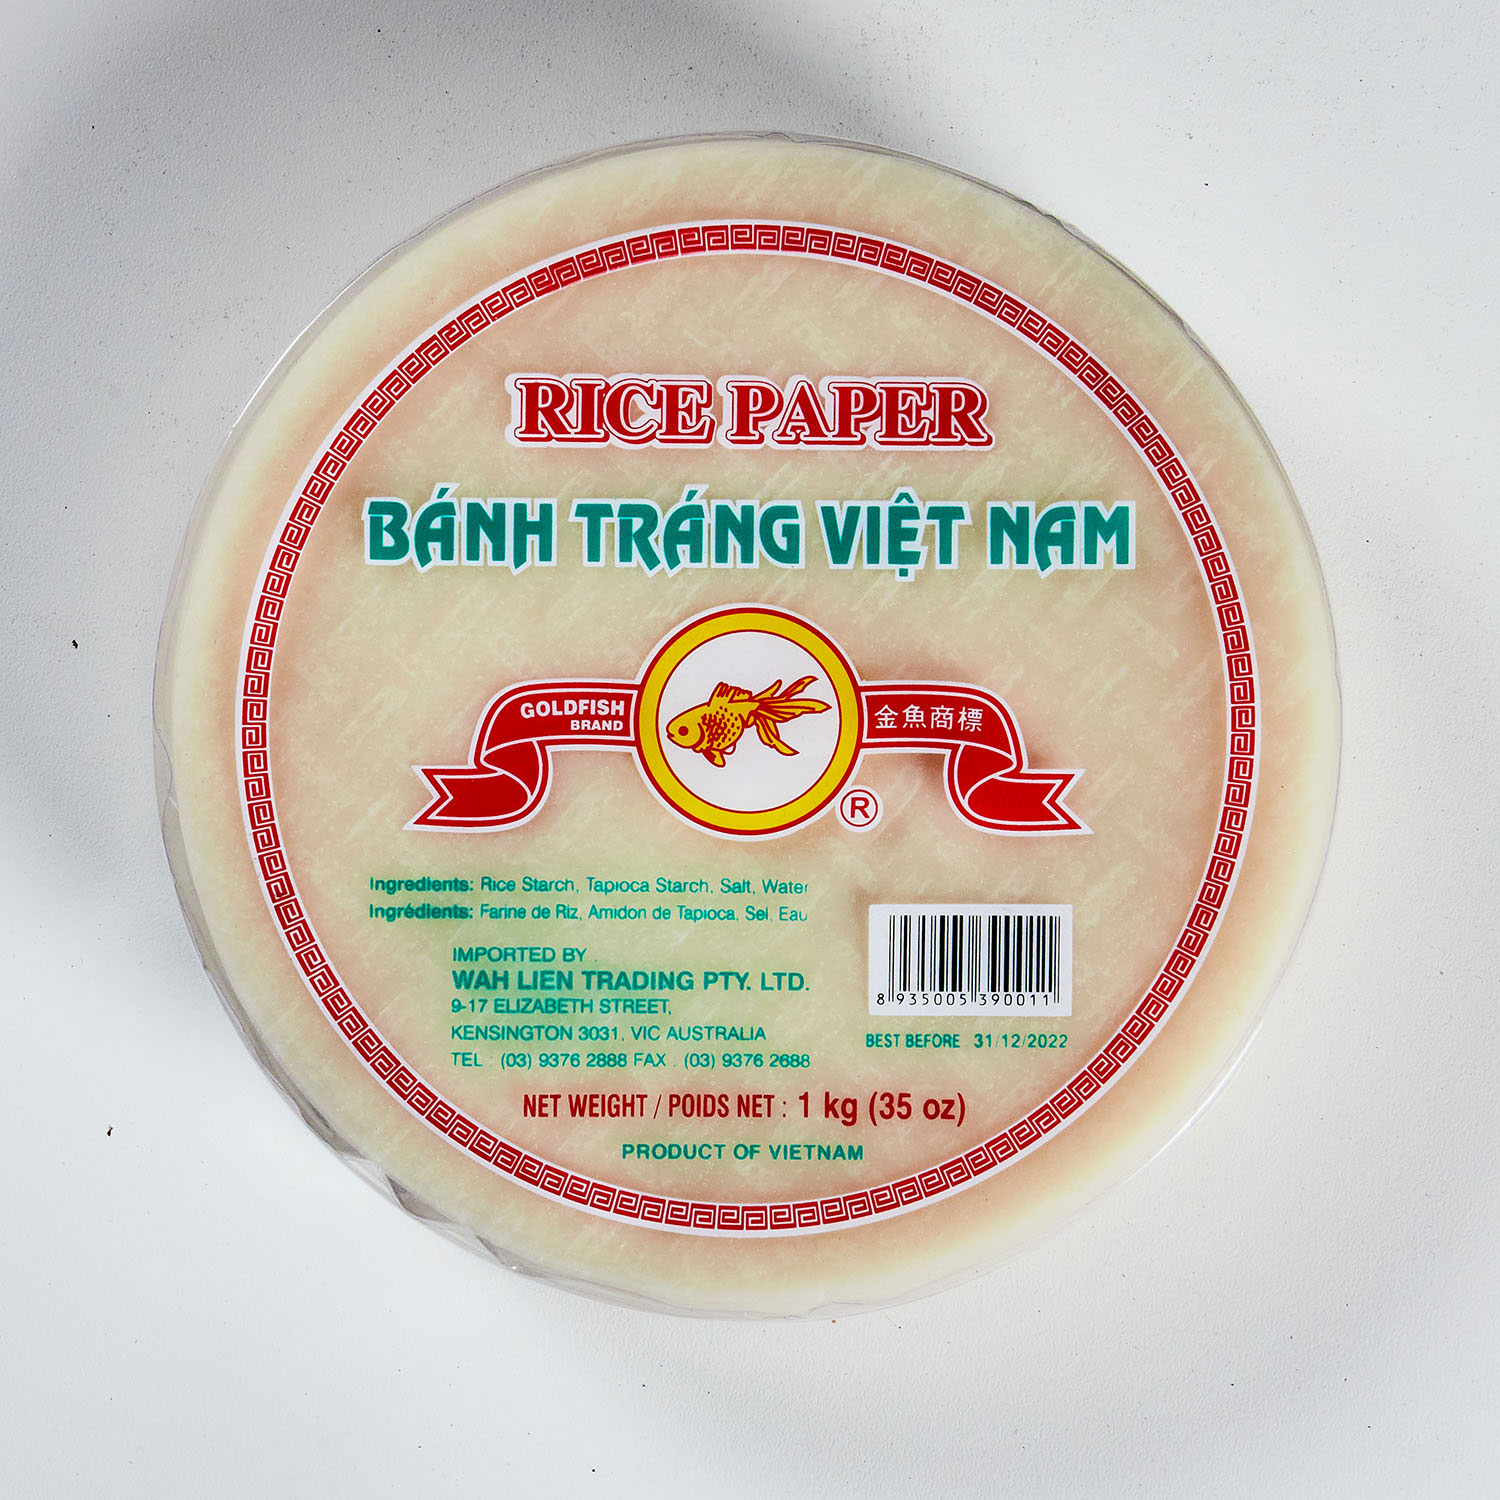 RICE PAPER
BÁNH TRÁNG VIỆT NAM
GOLDFISH
BRAND
金魚商標
®
Ingredients: Rice Starch, Tapioca Starch, Salt, Water
Ingrédients: Farine de Riz, Amidon de Tapioca, Sel, Eau
IMPORTED BY :
WAH LIEN TRADING PTY. LTD.
9-17 ELIZABETH STREET,
KENSINGTON 3031, VIC AUSTRALIA
TEL : (03) 9376 2888 FAX : (03) 9376 2688
8 935005 390011
BEST BEFORE 31/12/2022
NET WEIGHT / POIDS NET : 1 kg (35 oz)
PRODUCT OF VIETNAM